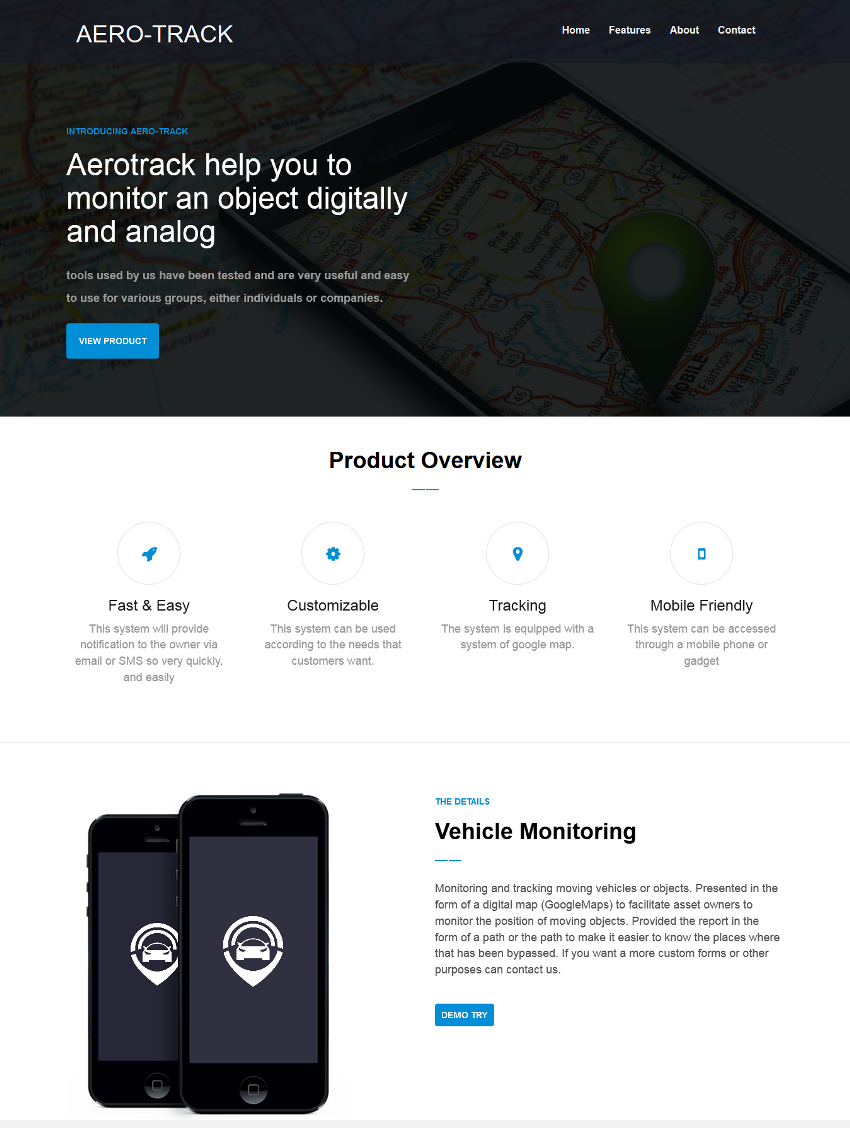 AERO-TRACK
Home Features About Contact
INTRODUCING AERO-TRACK
Aerotrack help you to
monitor an object digitally
and analog
tools used by us have been tested and are very useful and easy
to use for various groups, either individuals or companies.
VIEW PRODUCT
MONTGOMERY
MOBILE
Pensacola
Product Overview
Fast & Easy
This system will provide
notification to the owner via
email or SMS so very quickly,
and easily
Customizable
This system can be used
according to the needs that
customers want.
Tracking
The system is equipped with a
system of google map.
Mobile Friendly
This system can be accessed
through a mobile phone or
gadget
THE DETAILS
Vehicle Monitoring
Monitoring and tracking moving vehicles or objects. Presented in the
form of a digital map (GoogleMaps) to facilitate asset owners to
monitor the position of moving objects. Provided the report in the
form of a path or the path to make it easier to know the places where
that has been bypassed. If you want a more custom forms or other
purposes can contact us.
DEMO TRY